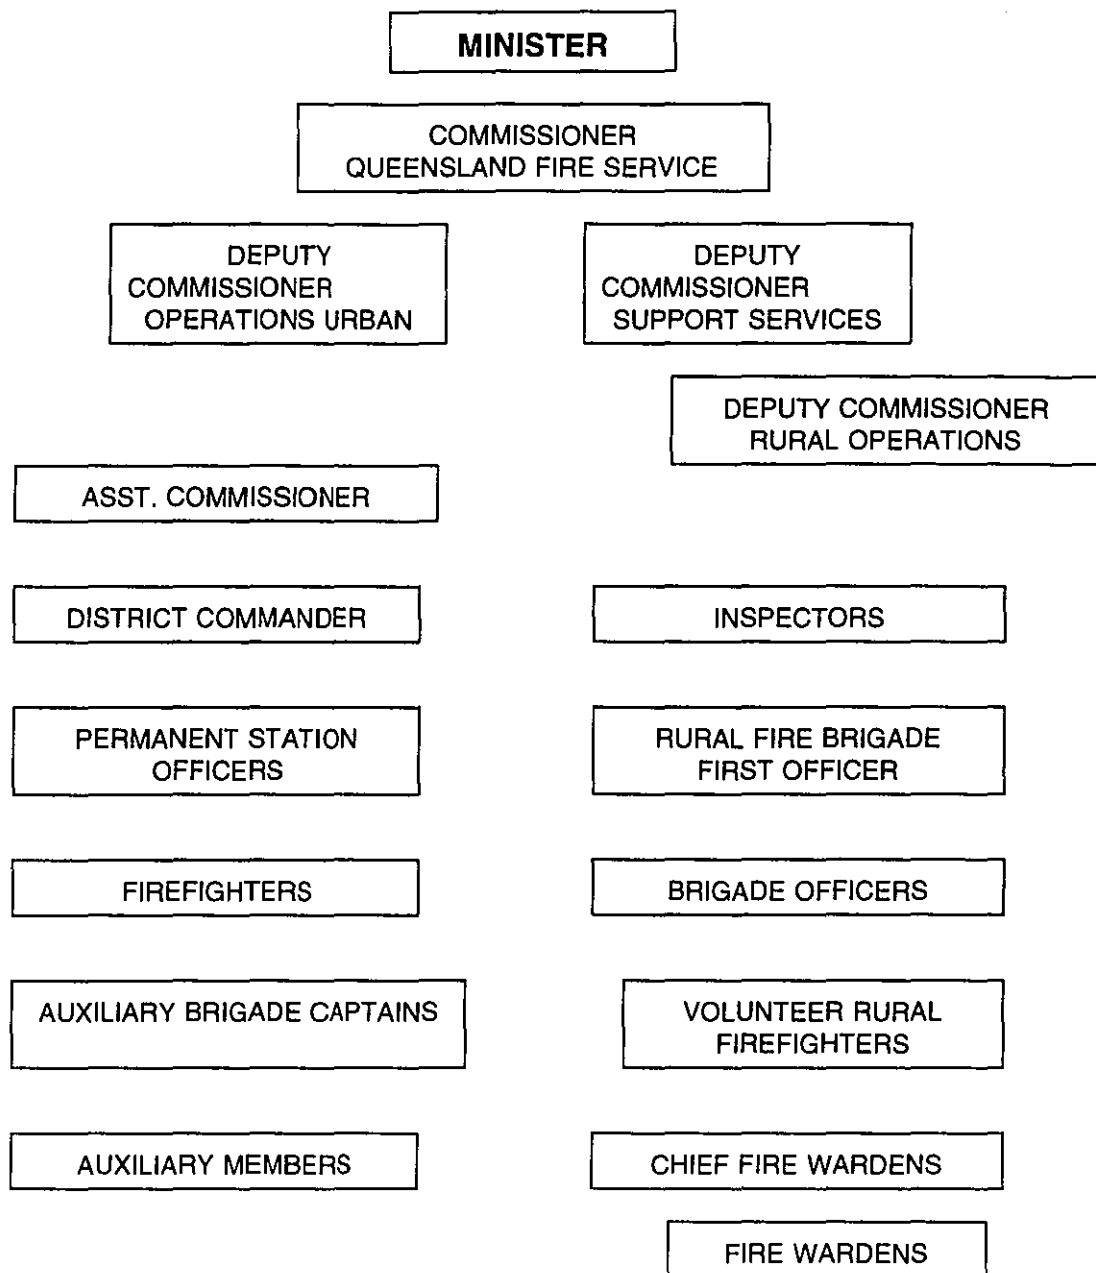 MINISTER
COMMISSIONER
QUEENSLAND FIRE SERVICE
DEPUTY
COMMISSIONER
OPERATIONS URBAN
DEPUTY
COMMISSIONER
SUPPORT SERVICES
DEPUTY COMMISSIONER
RURAL OPERATIONS
ASST. COMMISSIONER
DISTRICT COMMANDER
INSPECTORS
PERMANENT STATION
OFFICERS
RURAL FIRE BRIGADE
FIRST OFFICER
FIREFIGHTERS
BRIGADE OFFICERS
AUXILIARY BRIGADE CAPTAINS
VOLUNTEER RURAL
FIREFIGHTERS
AUXILIARY MEMBERS
CHIEF FIRE WARDENS
FIRE WARDENS